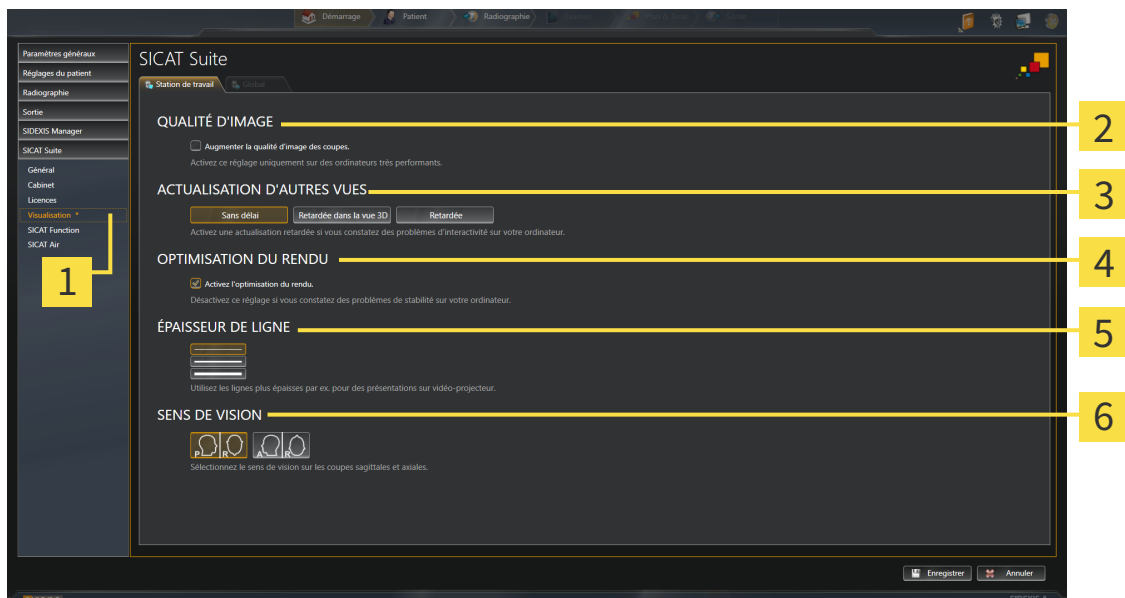 Démarrage
Patient
Radiographie
Paramètres généraux
Réglages du patient
Radiographie
Sortie
SIDEXIS Manager
SICAT Suite
Général
Cabinet
Licences
Visualisation *
SICAT Function
SICAT Air
1
SICAT Suite
Station de travail
Global
QUALITÉ D'IMAGE
2
Augmenter la qualité d'image des coupes.
Activez ce réglage uniquement sur des ordinateurs très performants.
ACTUALISATION D'AUTRES VUES
3
Sans délai
Retardée dans la vue 3D
Retardée
Activez une actualisation retardée si vous constatez des problèmes d'interactivité sur votre ordinateur.
OPTIMISATION DU RENDU
4
Activez l'optimisation du rendu.
Désactivez ce réglage si vous constatez des problèmes de stabilité sur votre ordinateur.
ÉPAISSEUR DE LIGNE
5
Utilisez les lignes plus épaisses par ex. pour des présentations sur vidéo-projecteur.
SENS DE VISION
6
P R
A R
Sélectionnez le sens de vision sur les coupes sagittales et axiales.
Enregistrer
Annuler